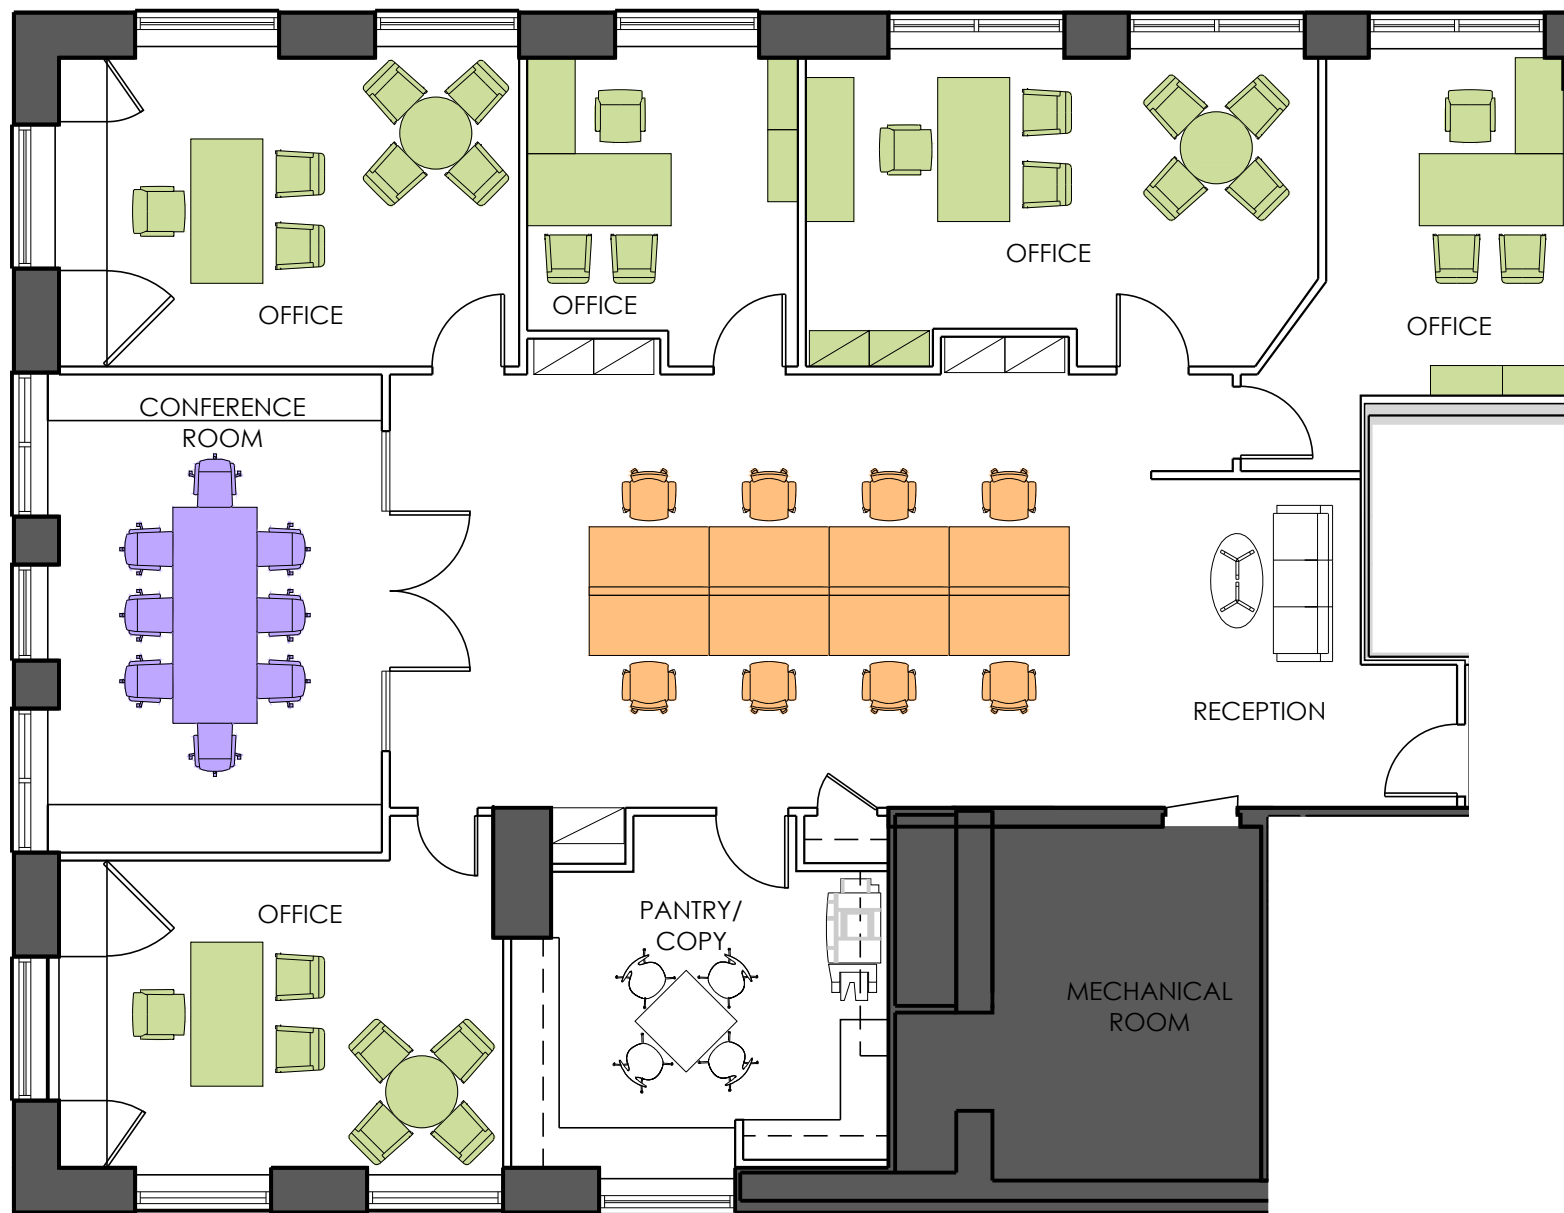 OFFICE
OFFICE
OFFICE
OFFICE
CONFERENCE
ROOM
RECEPTION
OFFICE
PANTRY/
COPY
MECHANICAL
ROOM